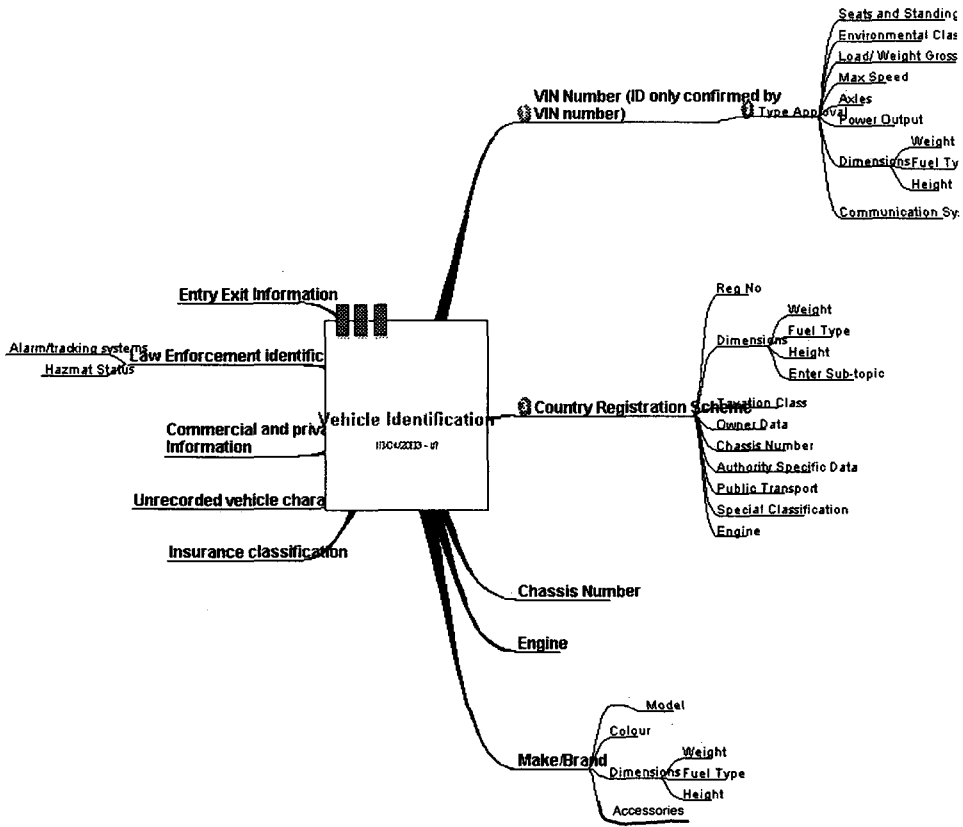 Seats and Standing
Environmental Clas
Load/ Weight Gross
Max Speed
Axles
Power Output
VIN Number (ID only confirmed by
VIN number)
Type Approval
Weight
Dimensions
Fuel Ty
Height
Communication Sys
Entry Exit Information
Alarm/tracking systems
Hazmat Status
Law Enforcement identific
Commercial and priva
Information
Unrecorded vehicle chara
Insurance classification
Vehicle Identification
Reg No
Weight
Fuel Type
Dimensions
Height
Enter Sub-topic
Country Registration Scheme
Taxation Class
Owner Data
Chassis Number
Authority Specific Data
Public Transport
Special Classification
Engine
Chassis Number
Engine
Make/Brand
Model
Colour
Weight
Dimensions
Fuel Type
Height
Accessories